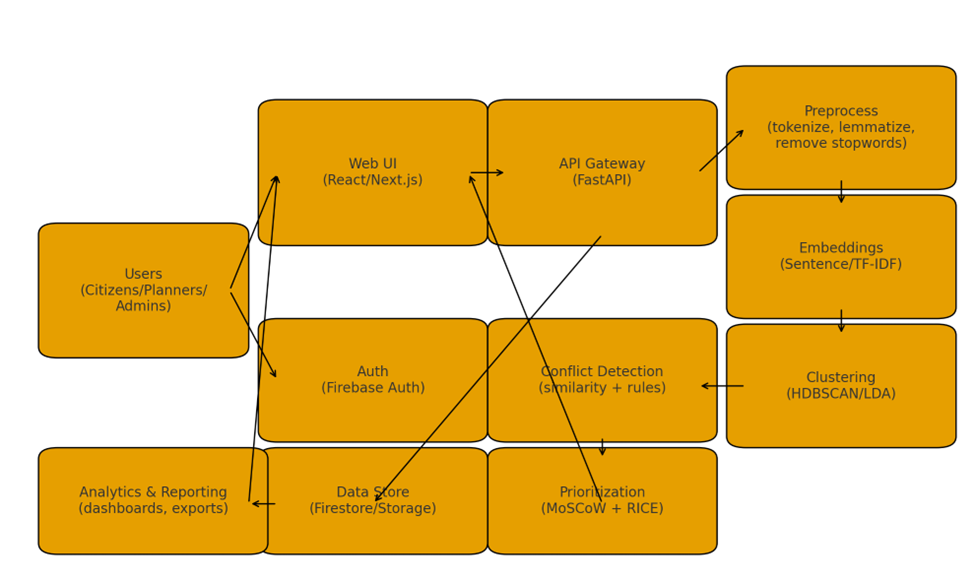 Preprocess
(tokenize, lemmatize,
remove stopwords)
Web UI
(React/Next.js)
API Gateway
(FastAPI)
Embeddings
(Sentence/TF-IDF)
Users
(Citizens/Planners/
Admins)
Auth
(Firebase Auth)
Conflict Detection
(similarity + rules)
Clustering
(HDBSCAN/LDA)
Analytics & Reporting
(dashboards, exports)
Data Store
(Firestore/Storage)
Prioritization
(MoSCoW + RICE)